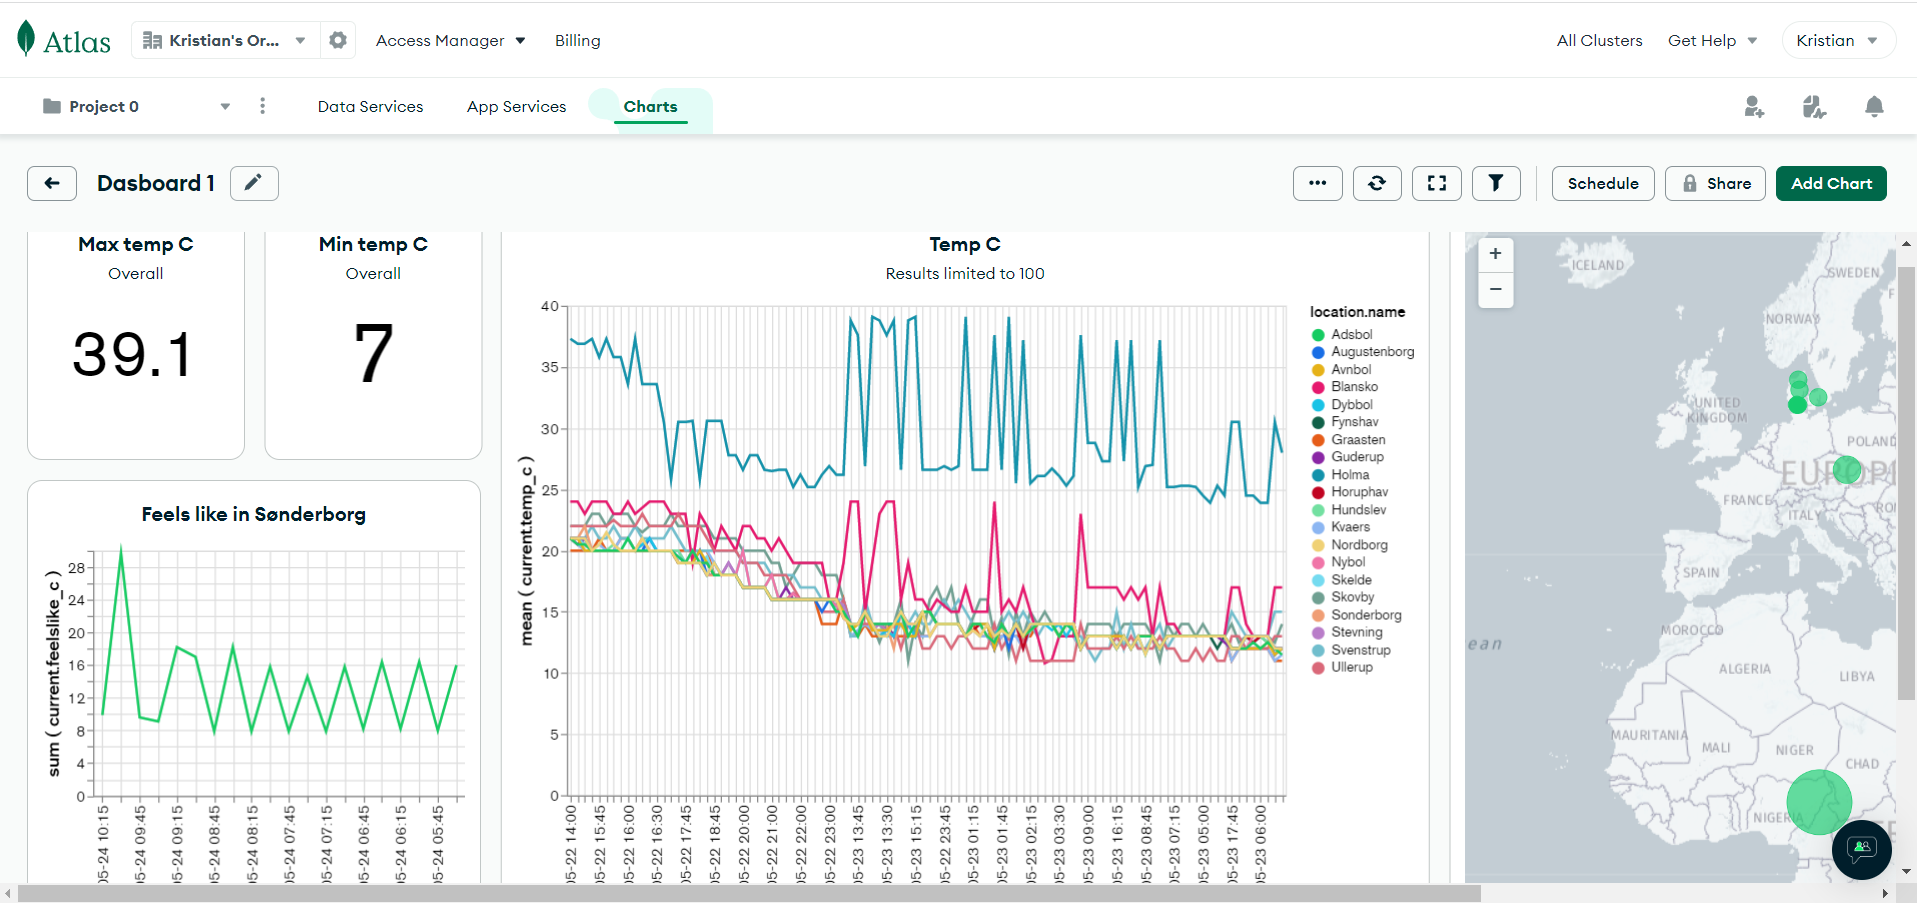 Atlas
Kristian's Or...
Access Manager
Billing
All Clusters
Get Help
Kristian
Project 0
Data Services
App Services
Charts
Dasboard 1
Schedule
Share
Add Chart
Max temp C
Overall
39.1
Min temp C
Overall
7
Feels like in Sønderborg
sum ( current.feelslike_c )
28
24
20
16
12
8
4
0
05-24 10:15
05-24 09:45
05-24 09:15
05-24 08:45
05-24 08:15
05-24 07:45
05-24 07:15
05-24 06:45
05-24 06:15
05-24 05:45
Temp C
Results limited to 100
mean ( current.temp_c )
40
35
30
25
20
15
10
5
0
05-22 14:00
05-22 15:45
05-22 16:00
05-22 16:30
05-22 17:45
05-22 18:45
05-22 20:00
05-22 21:00
05-22 22:00
05-22 23:00
05-23 13:45
05-23 13:30
05-23 15:15
05-22 23:45
05-23 01:15
05-23 01:45
05-23 02:15
05-23 03:30
05-23 09:00
05-23 16:15
05-23 08:45
05-23 07:15
05-23 05:00
05-23 17:45
05-23 06:00
location.name
Adsbol
Augustenborg
Avnbol
Blansko
Dybbol
Fynshav
Graasten
Guderup
Holma
Horuphav
Hundslev
Kvaers
Nordborg
Nybol
Skelde
Skovby
Sonderborg
Stevning
Svenstrup
Ullerup
+
−
ICELAND
SWEDEN
NORWAY
UNITED
KINGDOM
POLAND
EUROP
FRANCE
ITALY
RO
SPAIN
MOROCCO
ean
ALGERIA
LIBYA
MAURITANIA
MALI
NIGER
CHAD
NIGERIA